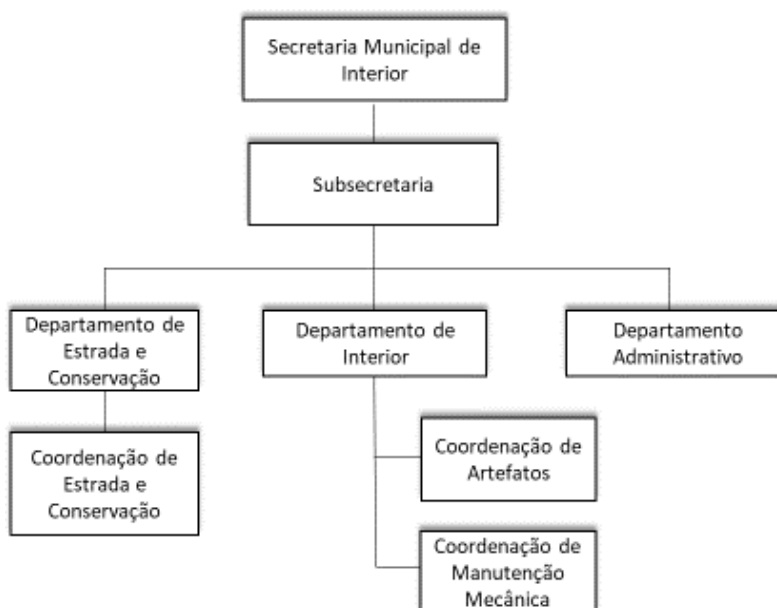 Secretaria Municipal de
Interior
Subsecretaria
Departamento de
Estrada e
Conservação
Departamento de
Interior
Departamento
Administrativo
Coordenação de
Estrada e
Conservação
Coordenação de
Artefatos
Coordenação de
Manutenção
Mecânica